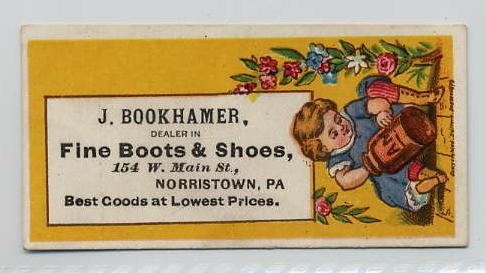 J. BOOKHAMER,
DEALER IN
Fine Boots & Shoes,
154 W. Main St.,
NORRISTOWN, PA
Best Goods at Lowest Prices.